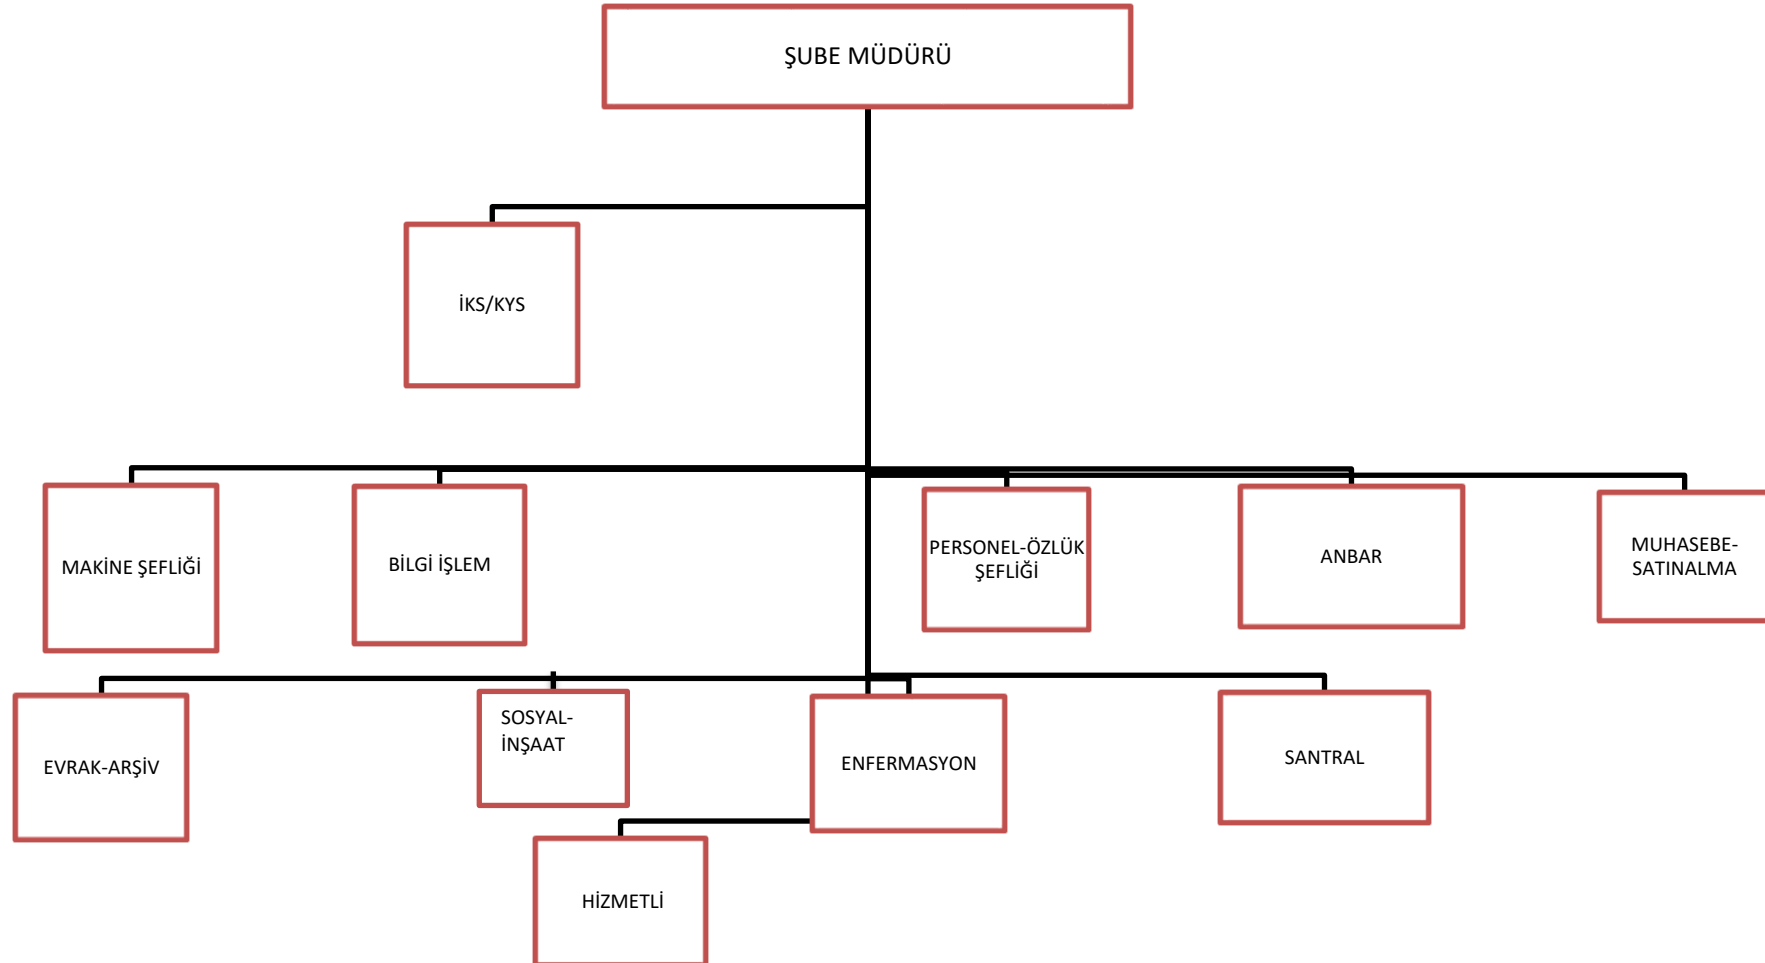 ŞUBE MÜDÜRÜ
İKS/KYS
MAKİNE ŞEFLİĞİ
BİLGİ İŞLEM
PERSONEL-ÖZLÜK
ŞEFLİĞİ
ANBAR
MUHASEBE-
SATINALMA
EVRAK-ARŞİV
SOSYAL-
İNŞAAT
ENFERMASYON
SANTRAL
HİZMETLİ